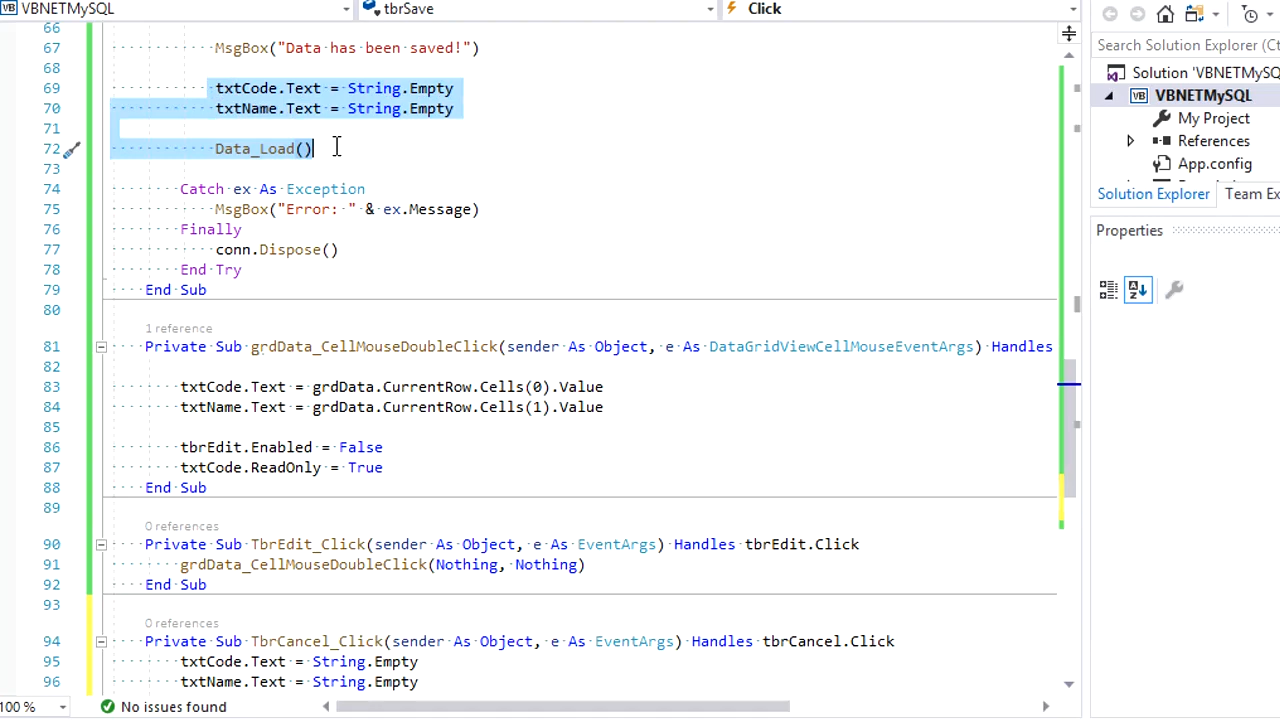 VBNETMySQL
tbrSave
Click
66
67 MsgBox("Data has been saved!")
68
69 txtCode.Text = String.Empty
70 txtName.Text = String.Empty
71
72 Data_Load()
73
74 Catch ex As Exception
75 MsgBox("Error: " & ex.Message)
76 Finally
77 conn.Dispose()
78 End Try
79 End Sub
80
1 reference
81 Private Sub grdData_CellMouseDoubleClick(sender As Object, e As DataGridViewCellMouseEventArgs) Handles
82
83 txtCode.Text = grdData.CurrentRow.Cells(0).Value
84 txtName.Text = grdData.CurrentRow.Cells(1).Value
85
86 tbrEdit.Enabled = False
87 txtCode.ReadOnly = True
88 End Sub
89
0 references
90 Private Sub TbrEdit_Click(sender As Object, e As EventArgs) Handles tbrEdit.Click
91 grdData_CellMouseDoubleClick(Nothing, Nothing)
92 End Sub
93
0 references
94 Private Sub TbrCancel_Click(sender As Object, e As EventArgs) Handles tbrCancel.Click
95 txtCode.Text = String.Empty
96 txtName.Text = String.Empty
100 %
No issues found
Search Solution Explorer (Ct
Solution 'VBNETMySQL
VB VBNETMySQL
My Project
References
App.config
Solution Explorer Team Ex
Properties